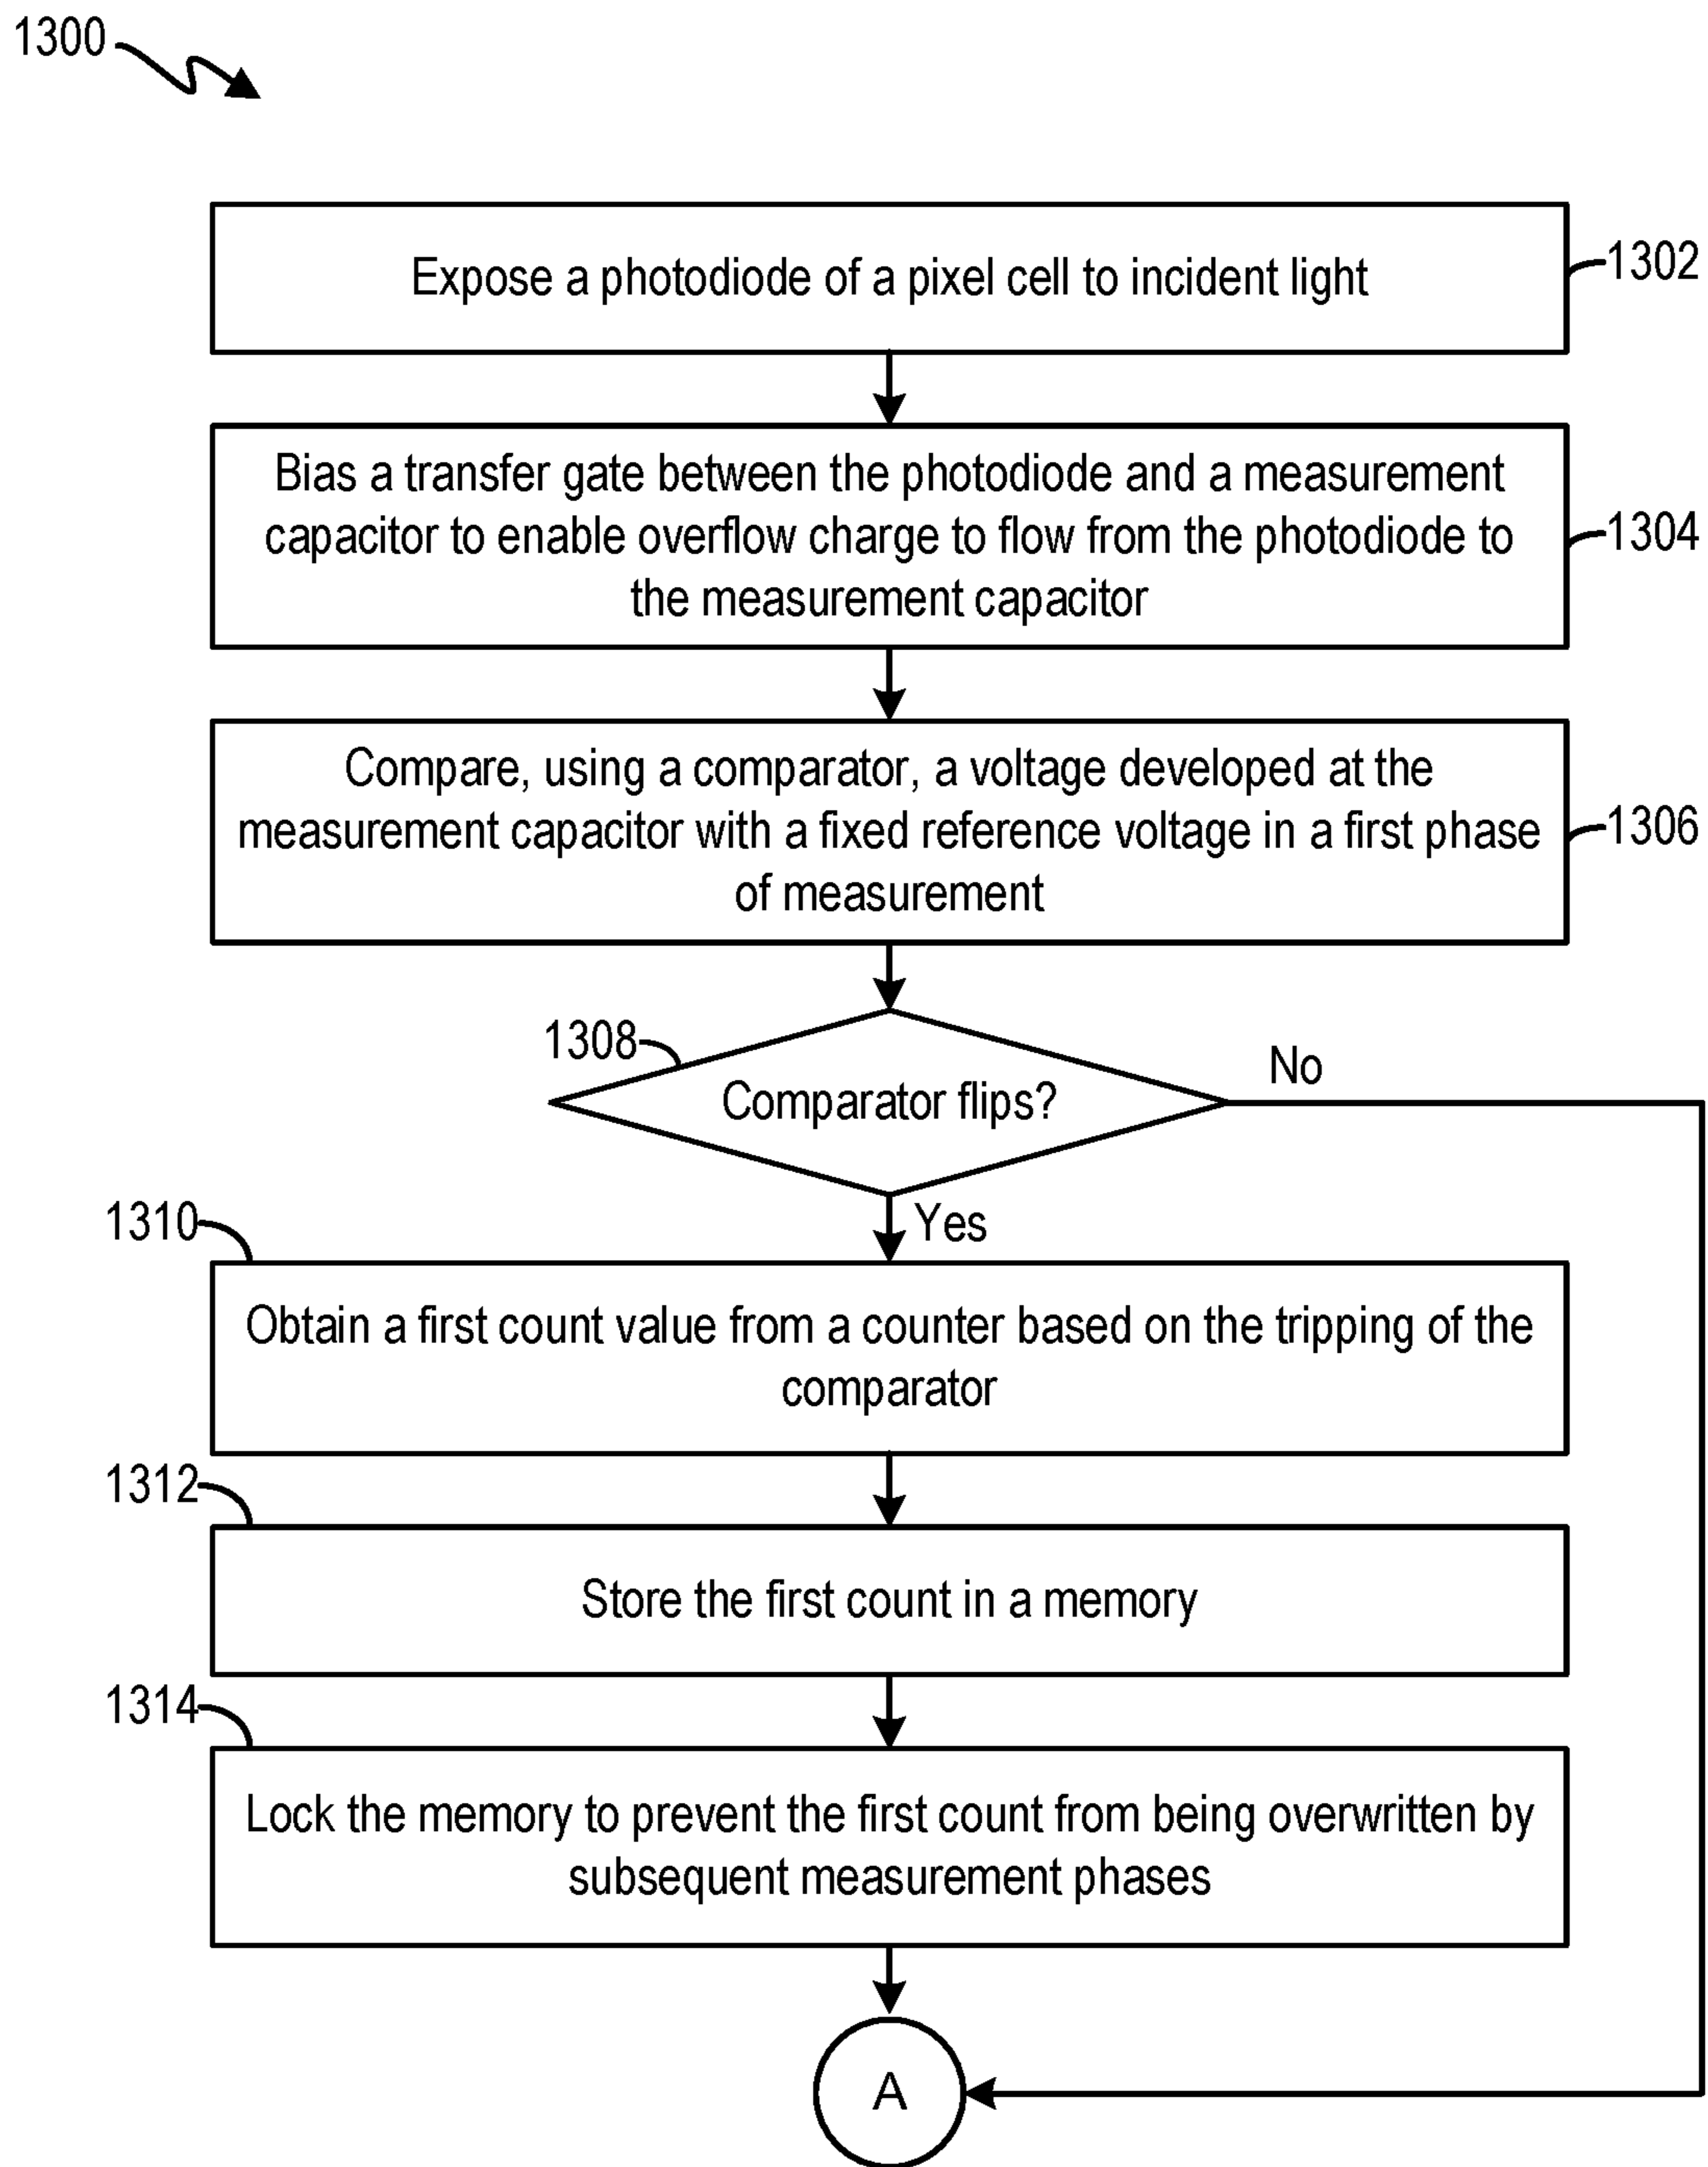 1300
Expose a photodiode of a pixel cell to incident light
1302
Bias a transfer gate between the photodiode and a measurement
capacitor to enable overflow charge to flow from the photodiode to
the measurement capacitor
1304
Compare, using a comparator, a voltage developed at the
measurement capacitor with a fixed reference voltage in a first phase
of measurement
1306
1308
Comparator flips?
No
Yes
1310
Obtain a first count value from a counter based on the tripping of the
comparator
1312
Store the first count in a memory
1314
Lock the memory to prevent the first count from being overwritten by
subsequent measurement phases
A